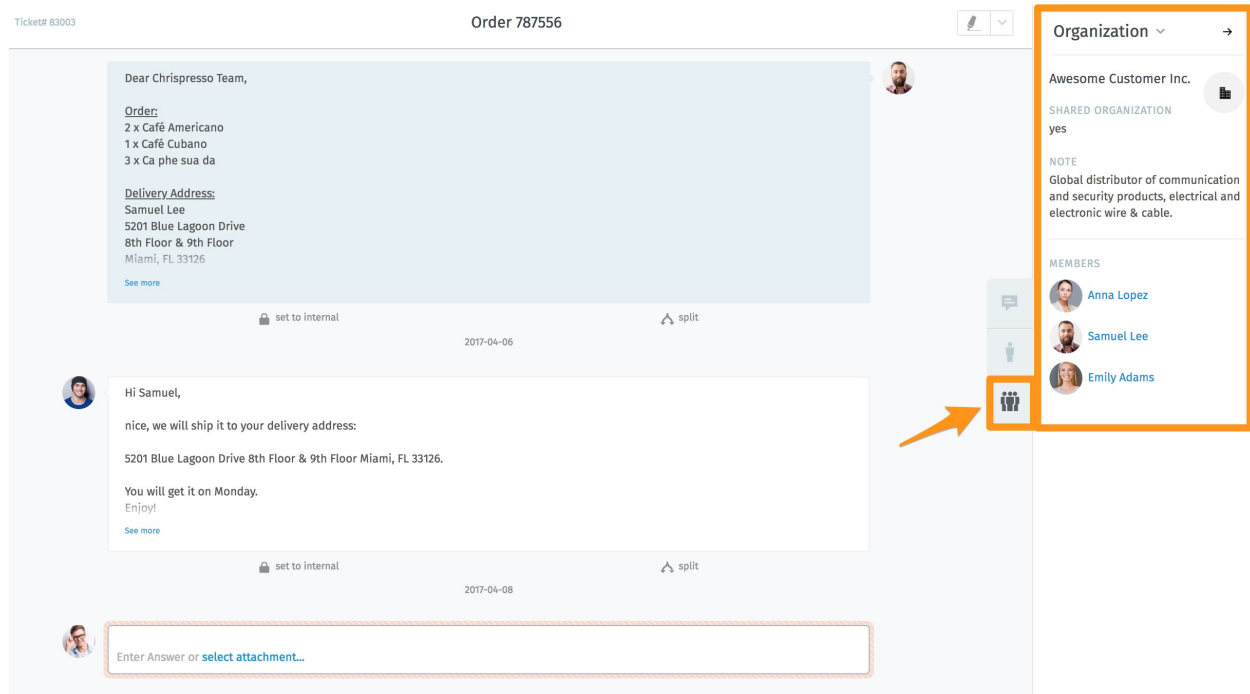 Ticket# 83003
Order 787556
Dear Chrispresso Team,
Order:
2 x Café Americano
1 x Café Cubano
3 x Ca phe sua da
Delivery Address:
Samuel Lee
5201 Blue Lagoon Drive
8th Floor & 9th Floor
Miami, FL 33126
See more
set to internal
split
2017-04-06
Hi Samuel,
nice, we will ship it to your delivery address:
5201 Blue Lagoon Drive 8th Floor & 9th Floor Miami, FL 33126.
You will get it on Monday.
Enjoy!
See more
set to internal
split
2017-04-08
Enter Answer or select attachment...
Organization
Awesome Customer Inc.
SHARED ORGANIZATION
yes
NOTE
Global distributor of communication
and security products, electrical and
electronic wire & cable.
MEMBERS
Anna Lopez
Samuel Lee
Emily Adams